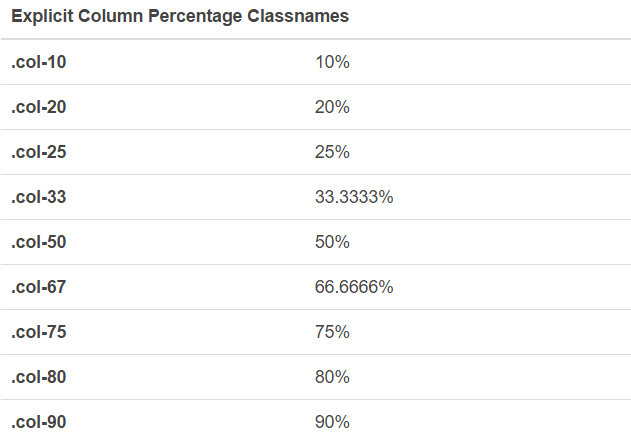 Explicit Column Percentage Classnames
.col-10 10%
.col-20 20%
.col-25 25%
.col-33 33.3333%
.col-50 50%
.col-67 66.6666%
.col-75 75%
.col-80 80%
.col-90 90%